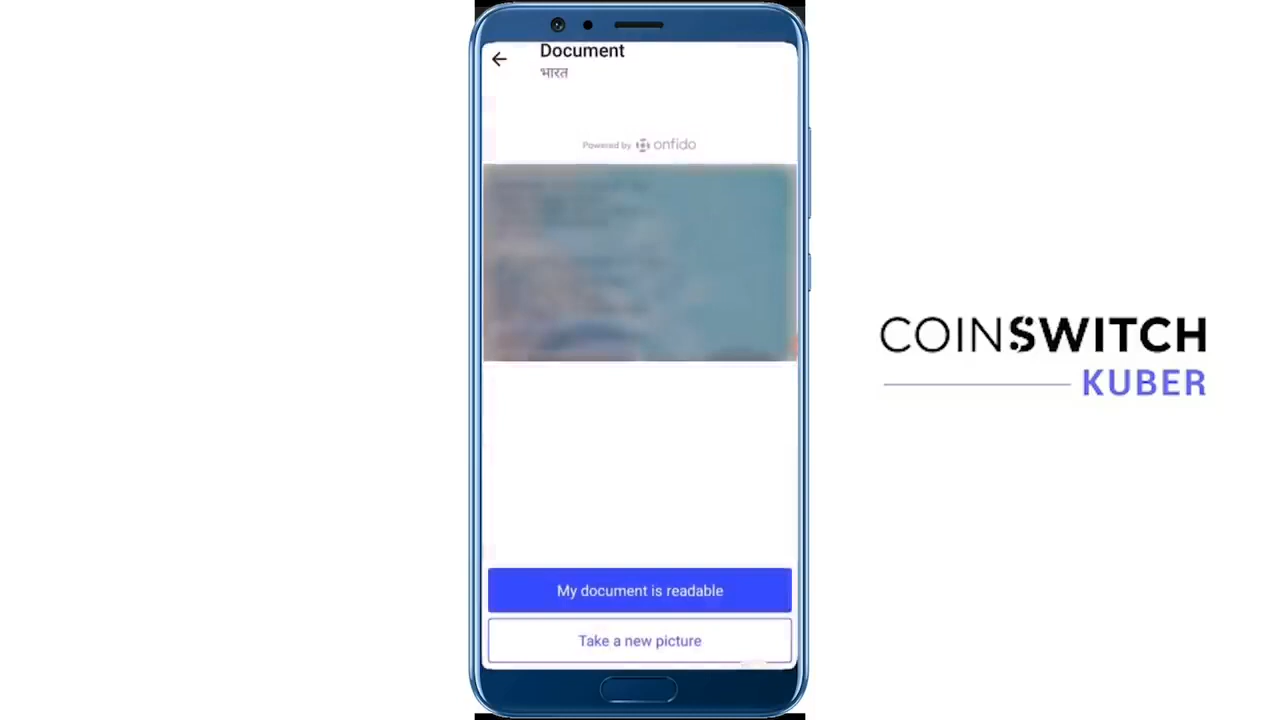 Document
भारत
Powered by onfido
My document is readable
Take a new picture
COINSWITCH
KUBER